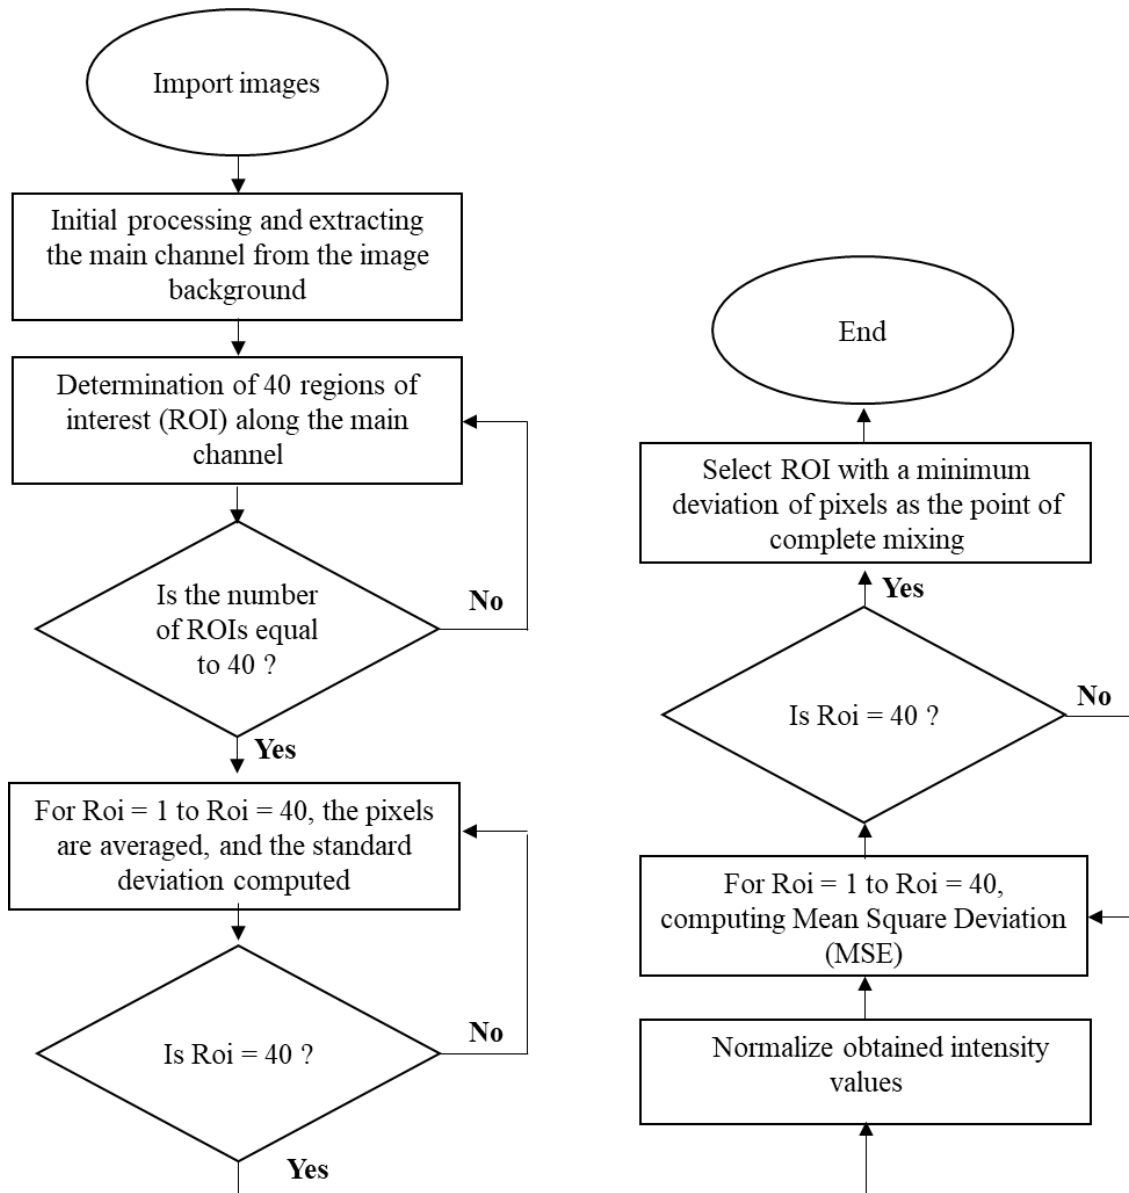 Import images
Initial processing and extracting
the main channel from the image
background
Determination of 40 regions of
interest (ROI) along the main
channel
Is the number
of ROIs equal
to 40 ?
No
Yes
For Roi = 1 to Roi = 40, the pixels
are averaged, and the standard
deviation computed
Is Roi = 40 ?
No
Yes
Normalize obtained intensity
values
For Roi = 1 to Roi = 40,
computing Mean Square Deviation
(MSE)
Is Roi = 40 ?
No
Yes
Select ROI with a minimum
deviation of pixels as the point of
complete mixing
End